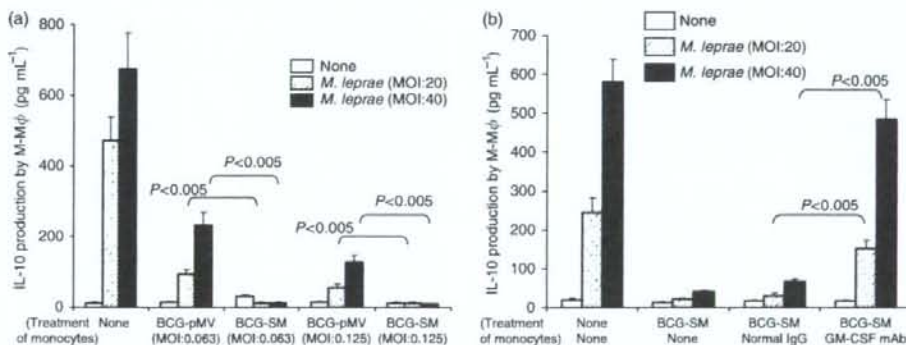 (a)
IL-10 production by M-Mϕ (pg mL⁻¹)
800
600
400
200
0
None
M. leprae (MOI:20)
M. leprae (MOI:40)
P<0.005
P<0.005
P<0.005
P<0.005
(Treatment of monocytes)
None
BCG-pMV (MOI:0.063)
BCG-SM (MOI:0.063)
BCG-pMV (MOI:0.125)
BCG-SM (MOI:0.125)
(b)
IL-10 production by M-Mϕ (pg mL⁻¹)
700
600
500
400
300
200
100
0
None
M. leprae (MOI:20)
M. leprae (MOI:40)
P<0.005
P<0.005
(Treatment of monocytes)
None
None
BCG-SM
None
BCG-SM
Normal IgG
BCG-SM
GM-CSF mAb